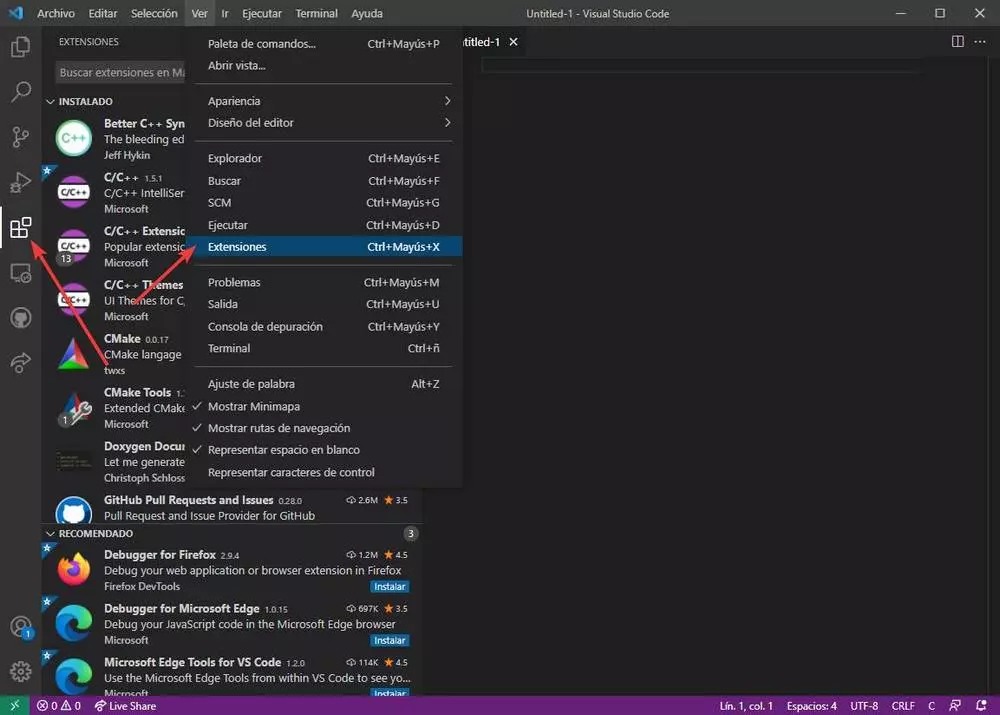 Archivo Editar Selección Ver Ir Ejecutar Terminal Ayuda Untitled-1 - Visual Studio Code
EXTENSIONES
Buscar extensiones en Ma
INSTALADO
Better C++ Syn
The bleeding ed
Jeff Hykin
C/C++ 1.5.1
C/C++ IntelliSer
Microsoft
C/C++ Extensio
Popular extensic
13
Microsoft
C/C++ Themes
UI Themes for C,
Microsoft
CMake 0.0.17
CMake langage
twxs
CMake Tools 1.
Extended CMake
1
Microsoft
Doxygen Docur
Let me generate
Christoph Schloss
GitHub Pull Requests and Issues 0.28.0 2.6M 3.5
Pull Request and Issue Provider for GitHub
RECOMENDADO 3
Debugger for Firefox 2.9.4 1.2M 4.5
Debug your web application or browser extension in Firefox
Firefox DevTools Instalar
Debugger for Microsoft Edge 1.0.15 697K 3.5
Debug your JavaScript code in the Microsoft Edge browser
Microsoft Instalar
Microsoft Edge Tools for VS Code 1.2.0 114K 4.5
Use the Microsoft Edge Tools from within VS Code to see yo...
Microsoft Instalar
Paleta de comandos... Ctrl+Mayús+P
Abrir vista...
Apariencia
Diseño del editor
Explorador Ctrl+Mayús+E
Buscar Ctrl+Mayús+F
SCM Ctrl+Mayús+G
Ejecutar Ctrl+Mayús+D
Extensiones Ctrl+Mayús+X
Problemas Ctrl+Mayús+M
Salida Ctrl+Mayús+U
Consola de depuración Ctrl+Mayús+Y
Terminal Ctrl+ñ
Ajuste de palabra Alt+Z
Mostrar Minimapa
Mostrar rutas de navegación
Representar espacio en blanco
Representar caracteres de control
titled-1
C++
C/C++
C/C++
C/C++
1
0 0 Live Share Lín. 1, col. 1 Espacios: 4 UTF-8 CRLF C